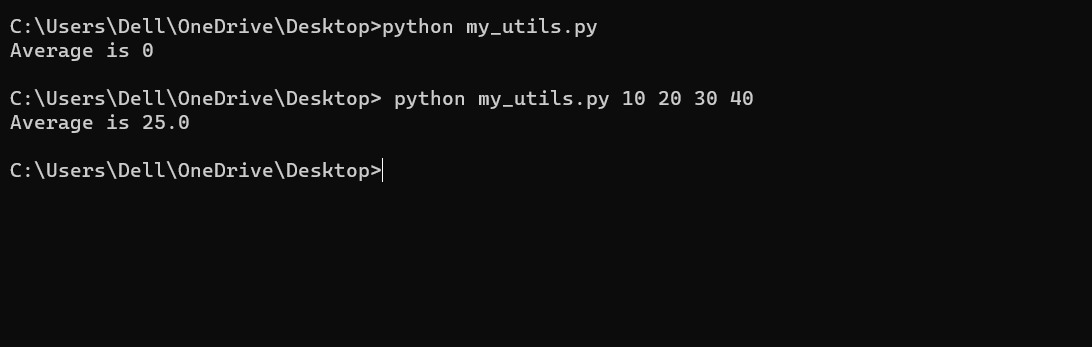 C:\Users\Dell\OneDrive\Desktop>python my_utils.py
Average is 0
C:\Users\Dell\OneDrive\Desktop> python my_utils.py 10 20 30 40
Average is 25.0
C:\Users\Dell\OneDrive\Desktop>